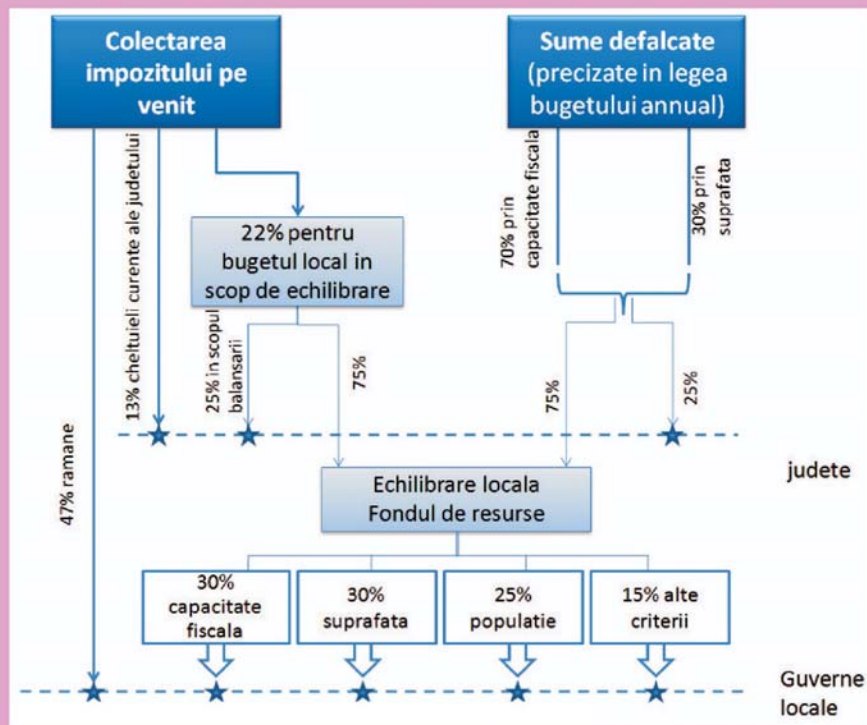 Colectarea
impozitului pe
venit
Sume defalcate
(precizate in legea
bugetului annual)
47% ramane
13% cheltuieli curente ale judetului
22% pentru
bugetul local in
scop de echilibrare
70% prin
capacitate fiscala
30% prin
suprafata
25% in scopul
balansarii
75%
75%
25%
judete
Echilibrare locala
Fondul de resurse
30%
capacitate
fiscala
30%
suprafata
25%
populatie
15% alte
criterii
Guverne
locale